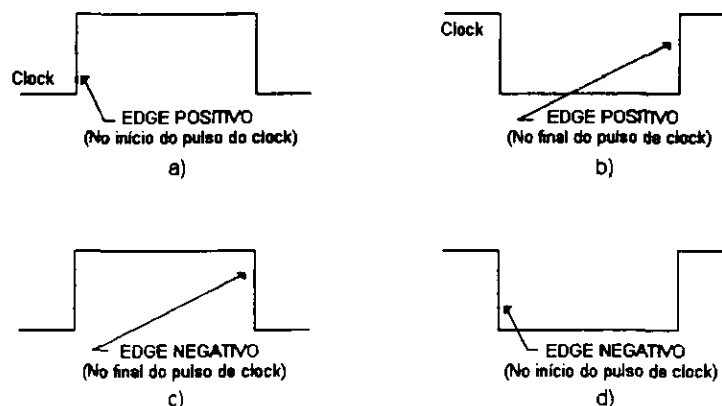 Clock
EDGE POSITIVO
(No início do pulso do clock)
a)
Clock
EDGE POSITIVO
(No final do pulso de clock)
b)
EDGE NEGATIVO
(No final do pulso de clock)
c)
EDGE NEGATIVO
(No início do pulso de clock)
d)